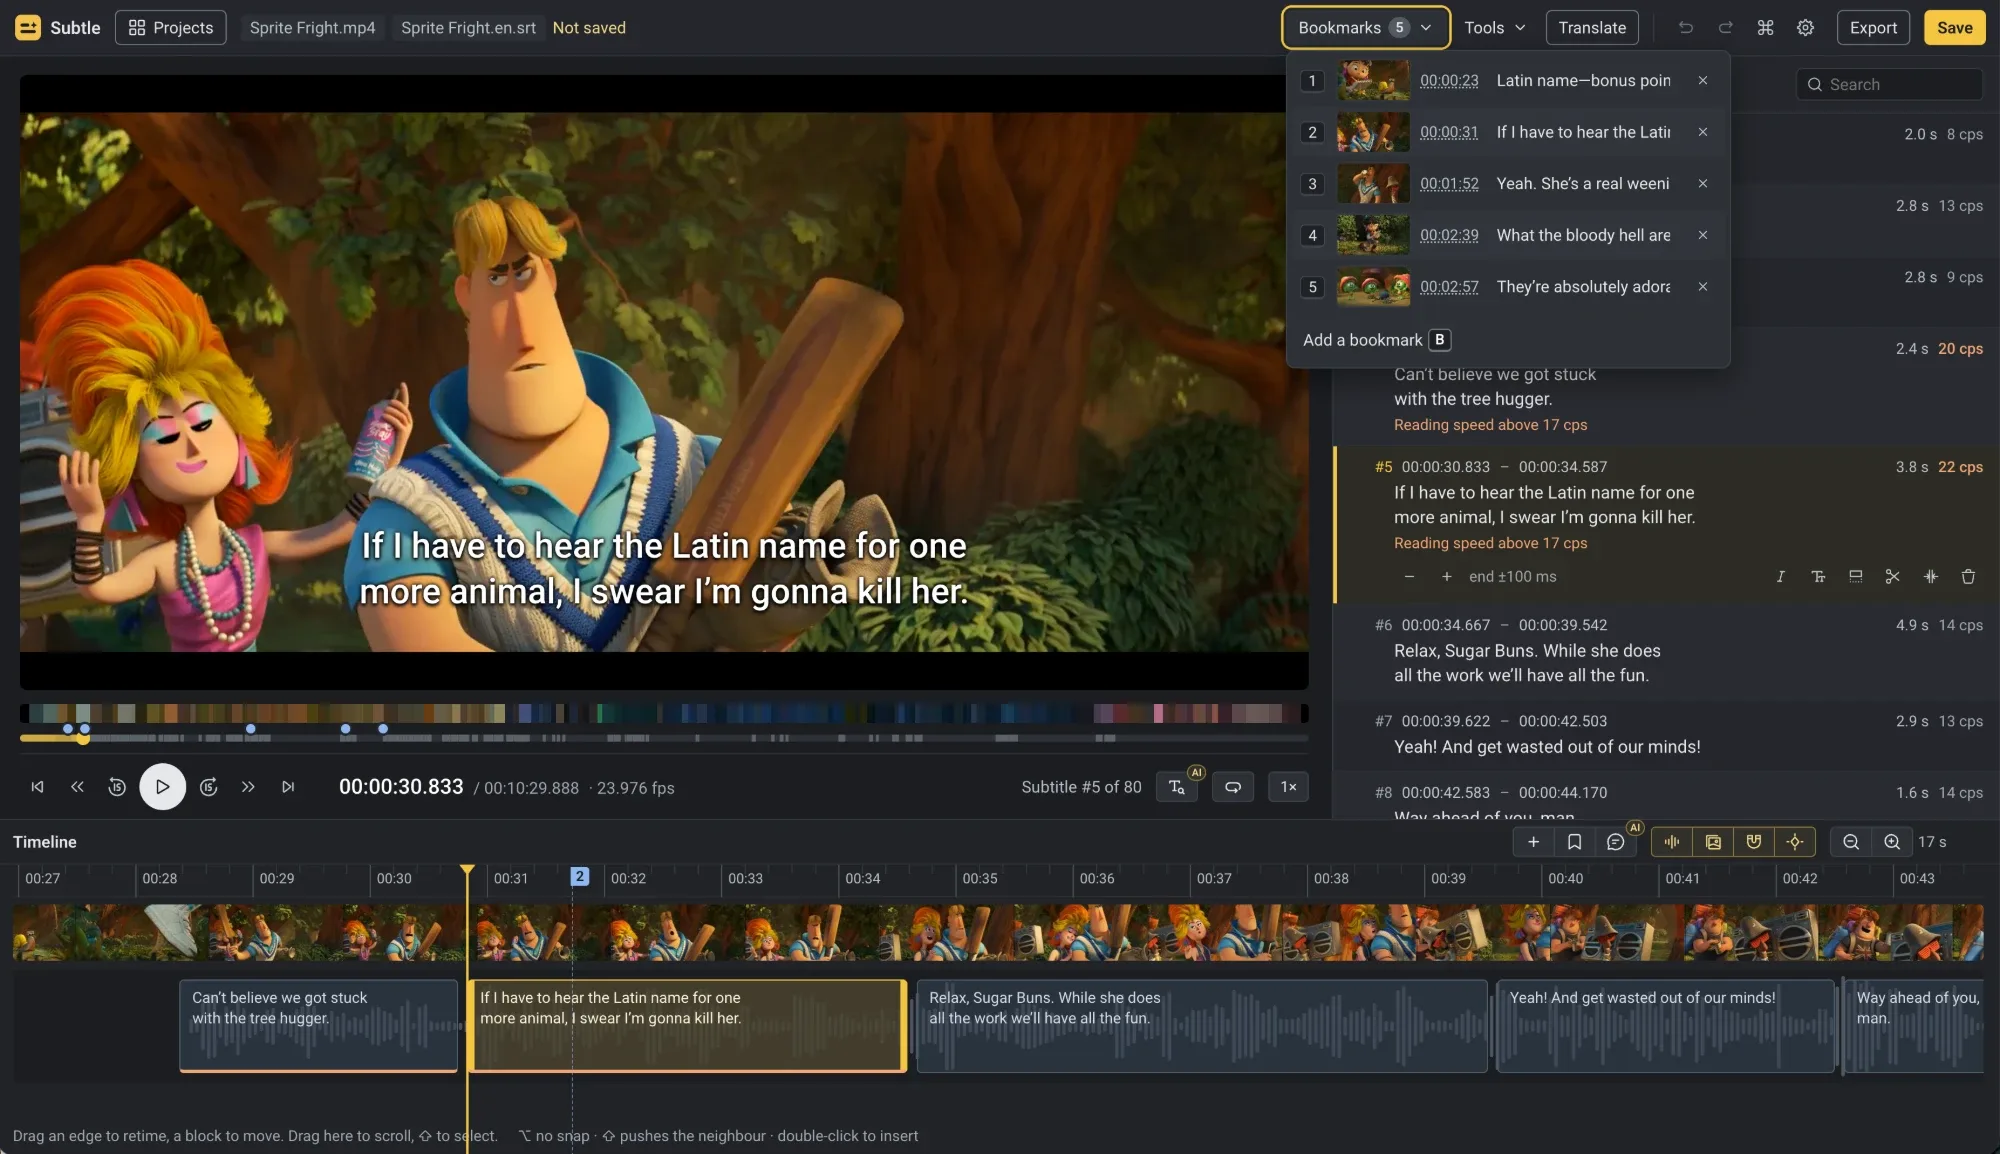 Subtle
Projects
Sprite Fright.mp4
Sprite Fright.en.srt
Not saved
Bookmarks 5
Tools
Translate
Export
Save
1 00:00:23 Latin name—bonus poin
2 00:00:31 If I have to hear the Latin
3 00:01:52 Yeah. She's a real weeni
4 00:02:39 What the bloody hell are
5 00:02:57 They're absolutely adora
Add a bookmark B
Search
2.0 s 8 cps
2.8 s 13 cps
2.8 s 9 cps
2.4 s 20 cps
Can't believe we got stuck
with the tree hugger.
Reading speed above 17 cps
#5 00:00:30.833 – 00:00:34.587 3.8 s 22 cps
If I have to hear the Latin name for one
more animal, I swear I'm gonna kill her.
Reading speed above 17 cps
− + end ±100 ms
#6 00:00:34.667 – 00:00:39.542 4.9 s 14 cps
Relax, Sugar Buns. While she does
all the work we'll have all the fun.
#7 00:00:39.622 – 00:00:42.503 2.9 s 13 cps
Yeah! And get wasted out of our minds!
#8 00:00:42.583 – 00:00:44.170 1.6 s 14 cps
Way ahead of you, man.
If I have to hear the Latin name for one
more animal, I swear I'm gonna kill her.
15
15
00:00:30.833 / 00:10:29.888 · 23.976 fps
Subtitle #5 of 80
AI
1×
Timeline
AI
17 s
00:27 00:28 00:29 00:30 00:31 2 00:32 00:33 00:34 00:35 00:36 00:37 00:38 00:39 00:40 00:41 00:42 00:43
Can't believe we got stuck
with the tree hugger.
If I have to hear the Latin name for one
more animal, I swear I'm gonna kill her.
Relax, Sugar Buns. While she does
all the work we'll have all the fun.
Yeah! And get wasted out of our minds!
Way ahead of you,
man.
Drag an edge to retime, a block to move. Drag here to scroll, ⇧ to select. ⌥ no snap · ⇧ pushes the neighbour · double-click to insert